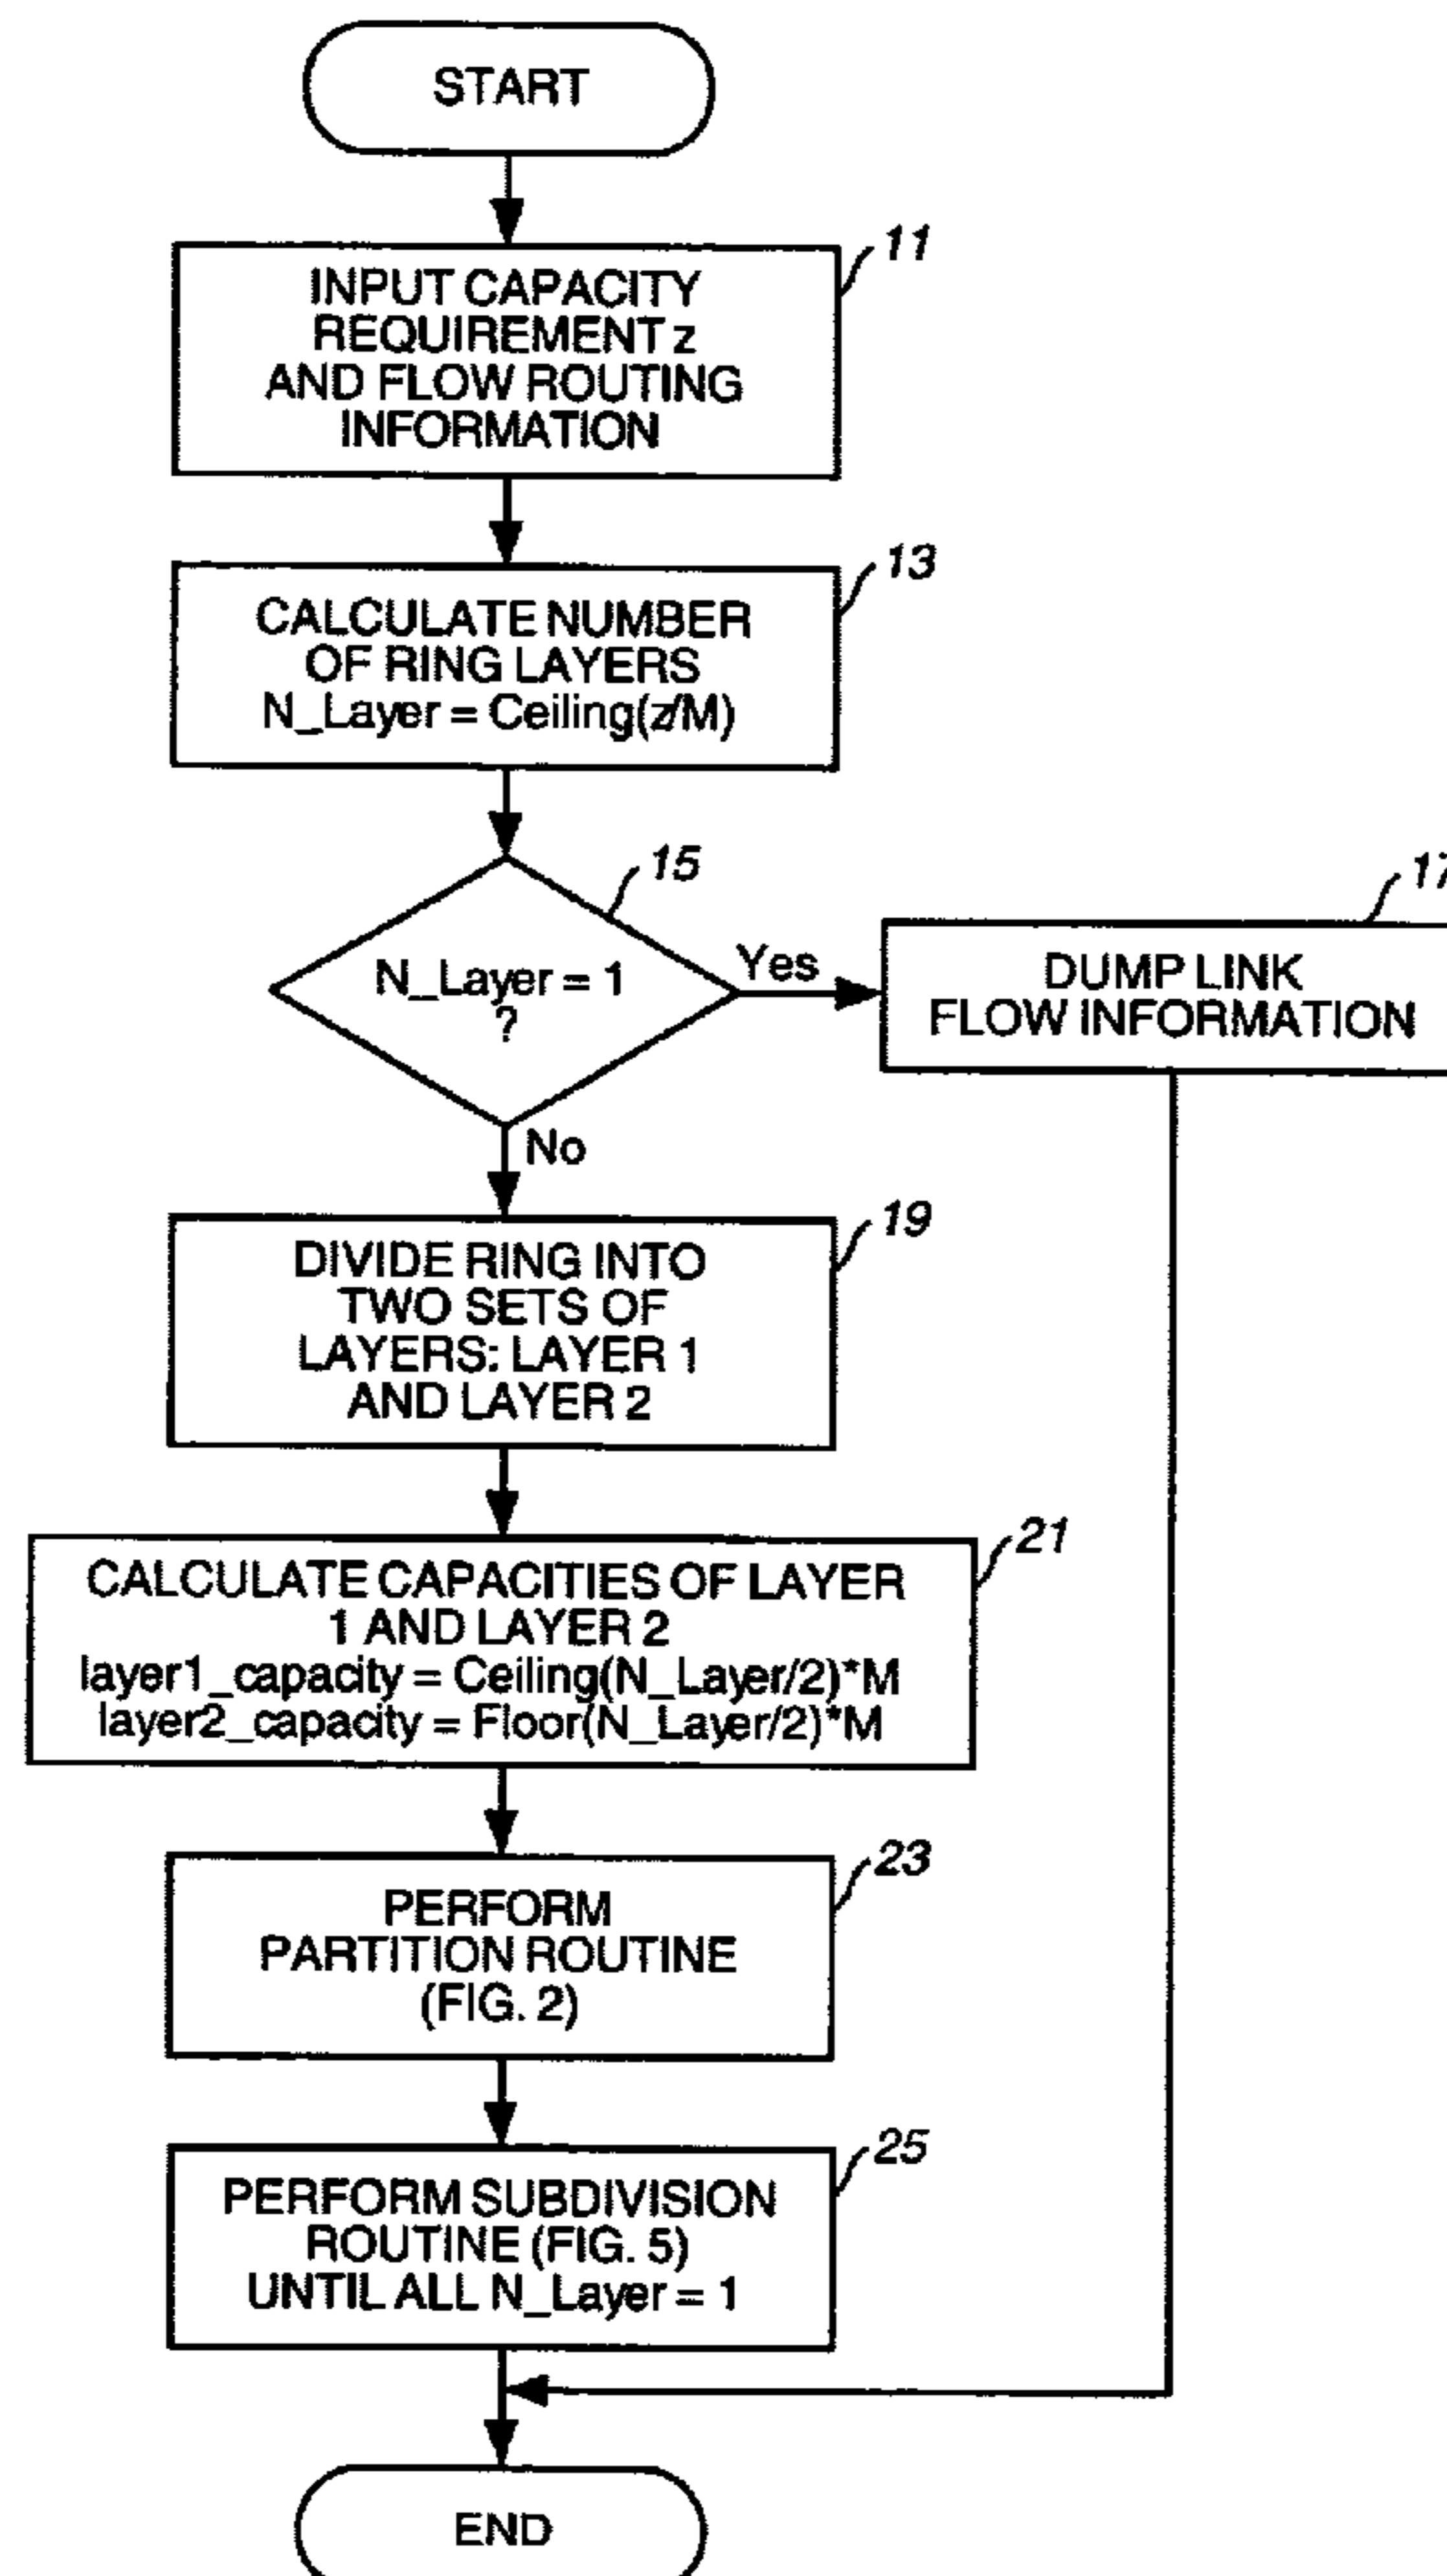 START
11
INPUT CAPACITY
REQUIREMENT z
AND FLOW ROUTING
INFORMATION
13
CALCULATE NUMBER
OF RING LAYERS
N_Layer = Ceiling(z/M)
15
N_Layer = 1
?
Yes
17
DUMP LINK
FLOW INFORMATION
No
19
DIVIDE RING INTO
TWO SETS OF
LAYERS: LAYER 1
AND LAYER 2
21
CALCULATE CAPACITIES OF LAYER
1 AND LAYER 2
layer1_capacity = Ceiling(N_Layer/2)*M
layer2_capacity = Floor(N_Layer/2)*M
23
PERFORM
PARTITION ROUTINE
(FIG. 2)
25
PERFORM SUBDIVISION
ROUTINE (FIG. 5)
UNTIL ALL N_Layer = 1
END